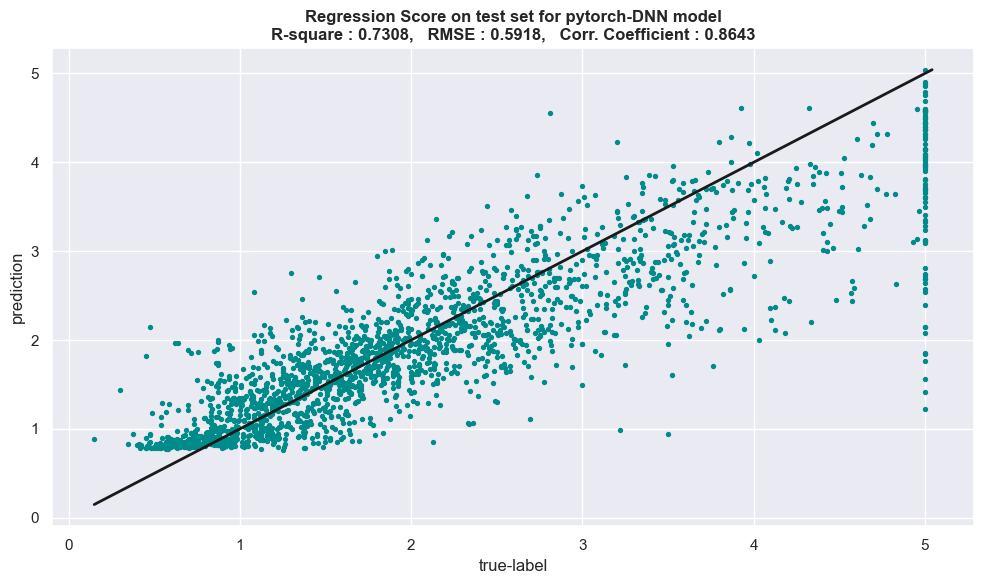 Regression Score on test set for pytorch-DNN model
R-square : 0.7308,   RMSE : 0.5918,   Corr. Coefficient : 0.8643
5
4
3
2
1
0
prediction
0 1 2 3 4 5
true-label